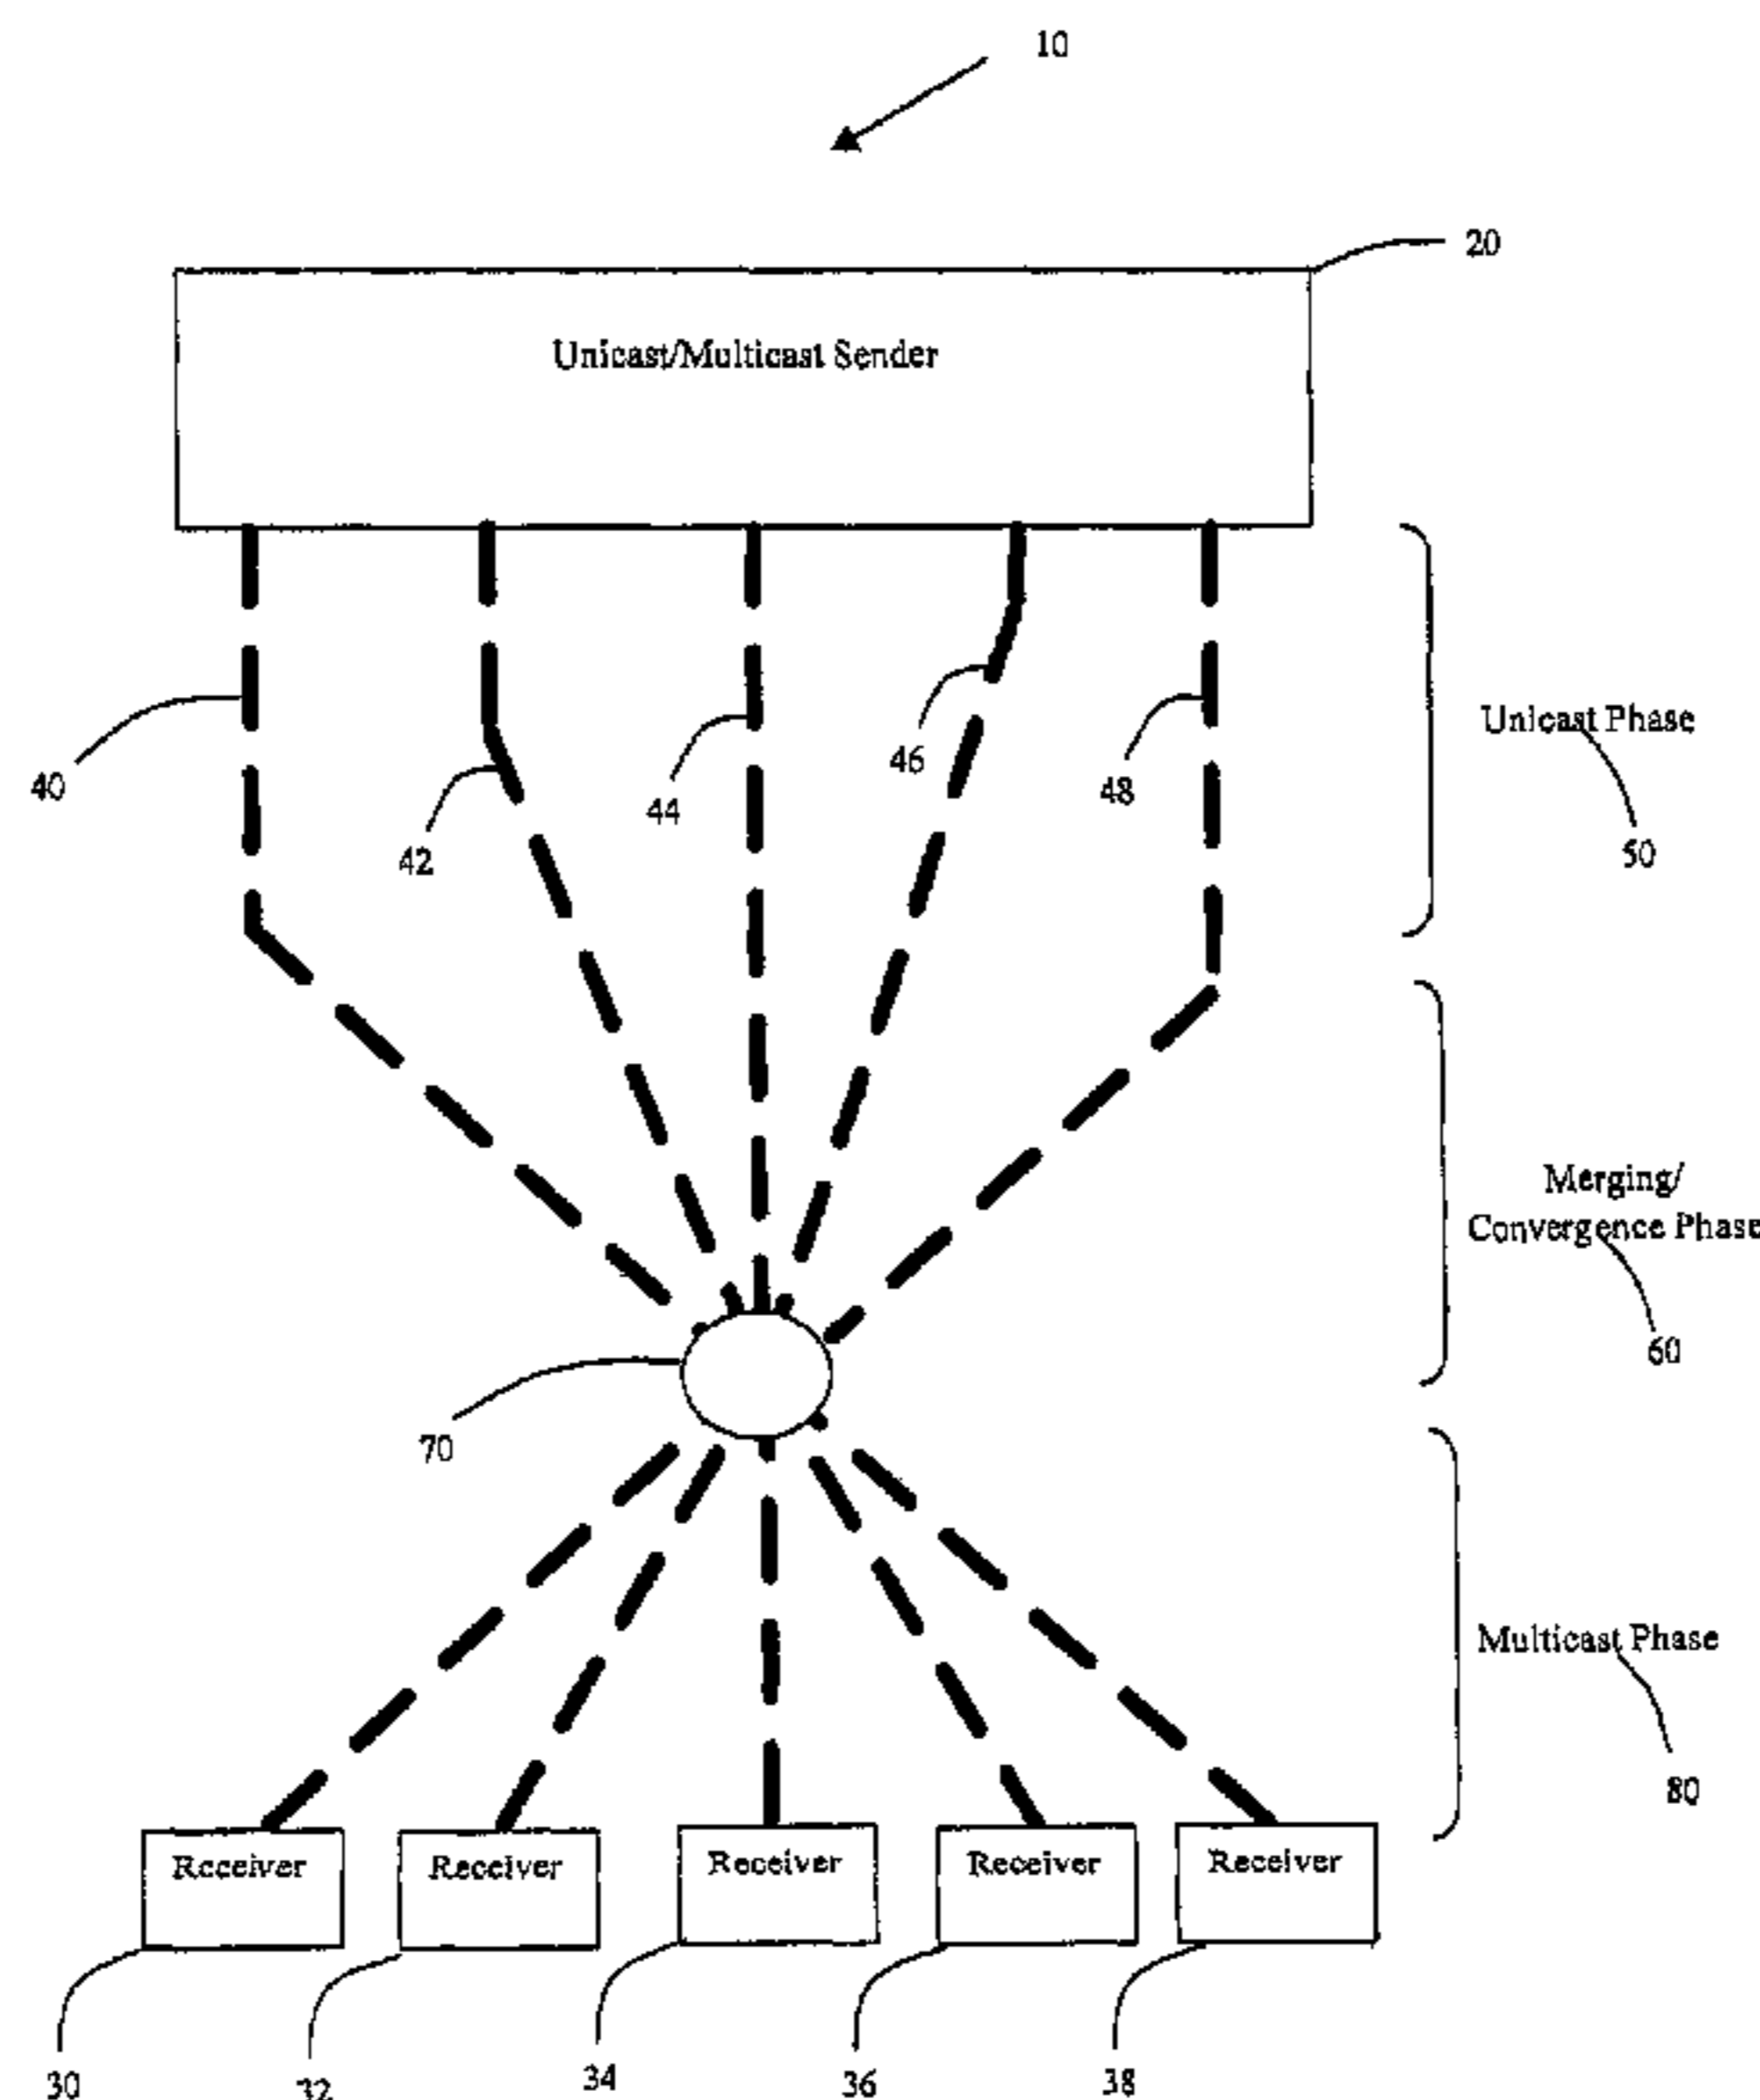 10
20
Unicast/Multicast Sender
40
42
44
46
48
Unicast Phase
50
Merging/
Convergence Phase
60
70
Multicast Phase
80
Receiver
Receiver
Receiver
Receiver
Receiver
30
32
34
36
38